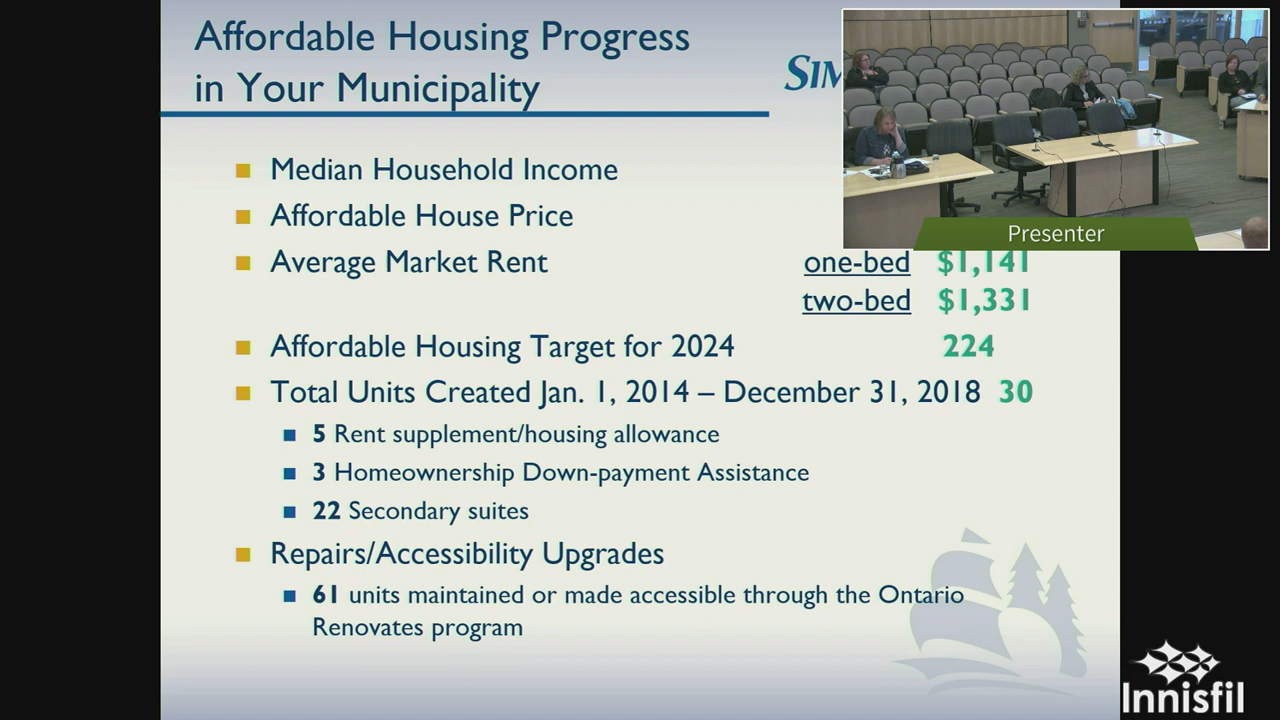 Affordable Housing Progress
in Your Municipality
Median Household Income
Affordable House Price
Average Market Rent one-bed $1,141
two-bed $1,331
Affordable Housing Target for 2024 224
Total Units Created Jan. 1, 2014 – December 31, 2018 30
5 Rent supplement/housing allowance
3 Homeownership Down-payment Assistance
22 Secondary suites
Repairs/Accessibility Upgrades
61 units maintained or made accessible through the Ontario
Renovates program
Presenter
Innisfil